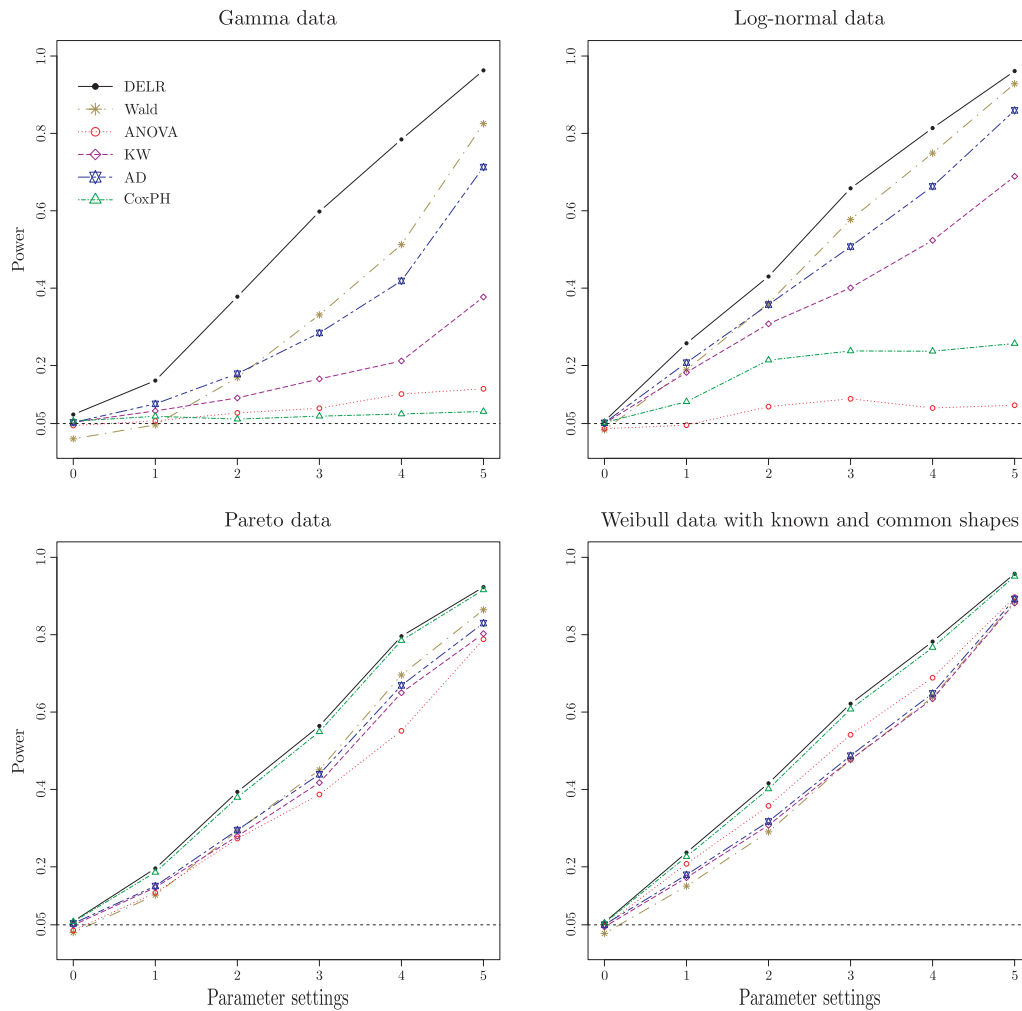 Gamma data
Power
1.0
0.8
0.6
0.4
0.2
0.05
DELR
Wald
ANOVA
KW
AD
CoxPH
0 1 2 3 4 5
Log-normal data
1.0
0.8
0.6
0.4
0.2
0.05
0 1 2 3 4 5
Pareto data
Power
1.0
0.8
0.6
0.4
0.2
0.05
0 1 2 3 4 5
Parameter settings
Weibull data with known and common shapes
1.0
0.8
0.6
0.4
0.2
0.05
0 1 2 3 4 5
Parameter settings